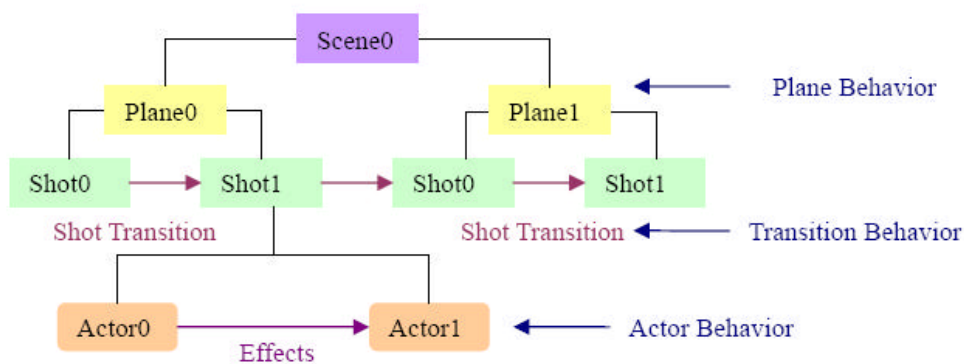 Scene0
Plane0
Plane1
Plane Behavior
Shot0
Shot1
Shot0
Shot1
Shot Transition
Shot Transition
Transition Behavior
Actor0
Actor1
Actor Behavior
Effects